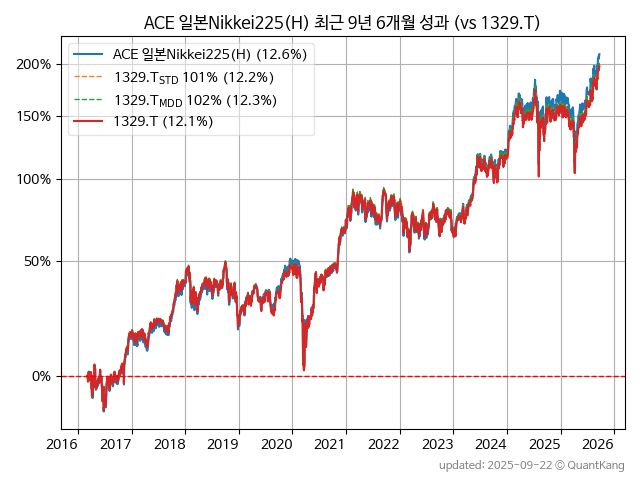 ACE 일본Nikkei225(H) 최근 9년 6개월 성과 (vs 1329.T)
ACE 일본Nikkei225(H) (12.6%)
1329.T_STD 101% (12.2%)
1329.T_MDD 102% (12.3%)
1329.T (12.1%)
200%
150%
100%
50%
0%
2016 2017 2018 2019 2020 2021 2022 2023 2024 2025 2026
updated: 2025-09-22 © QuantKang